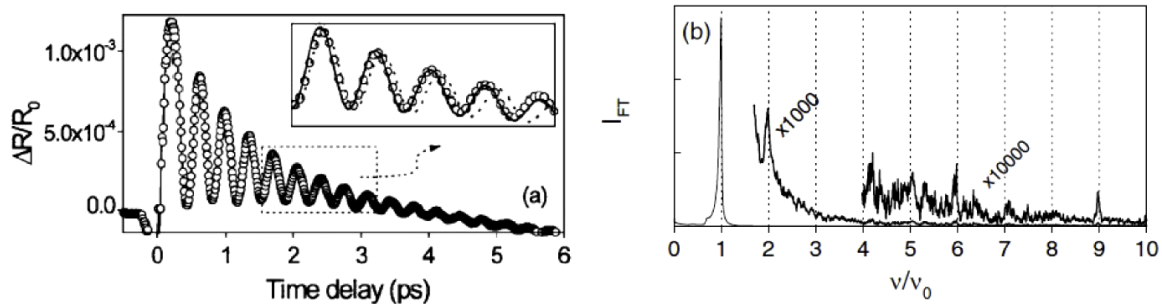 ΔR/R₀
1.0x10⁻³
5.0x10⁻⁴
0.0
0 1 2 3 4 5 6
Time delay (ps)
(a)
(b)
I_FT
x1000
x10000
0 1 2 3 4 5 6 7 8 9 10
ν/ν₀